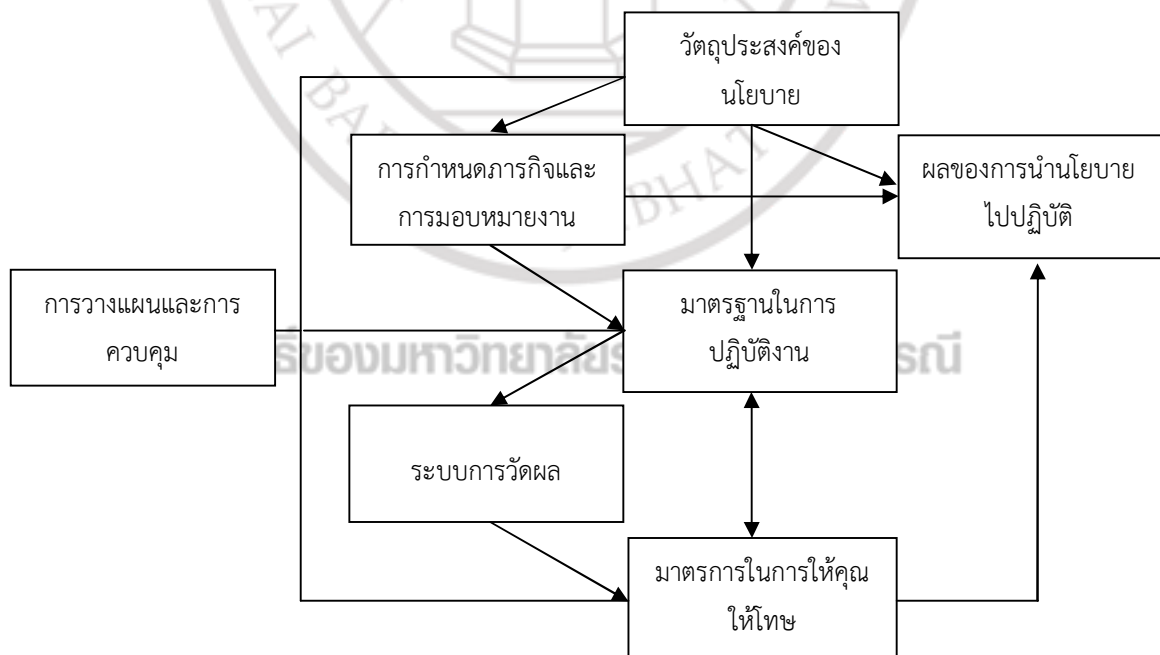 วัตถุประสงค์ของ
นโยบาย
การกำหนดภารกิจและ
การมอบหมายงาน
ผลของการนำนโยบาย
ไปปฏิบัติ
การวางแผนและการ
ควบคุม
มาตรฐานในการ
ปฏิบัติงาน
ระบบการวัดผล
มาตรการในการให้คุณ
ให้โทษ